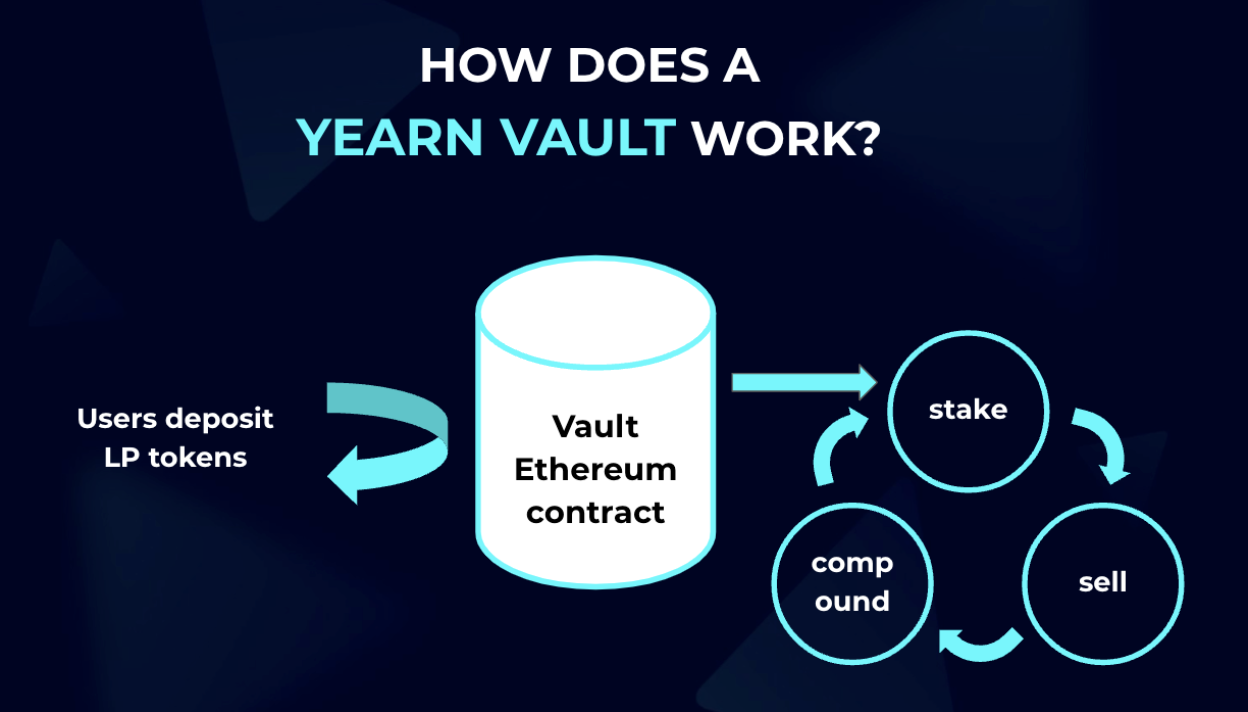 HOW DOES A
YEARN VAULT WORK?
Users deposit
LP tokens
Vault
Ethereum
contract
stake
sell
comp
ound